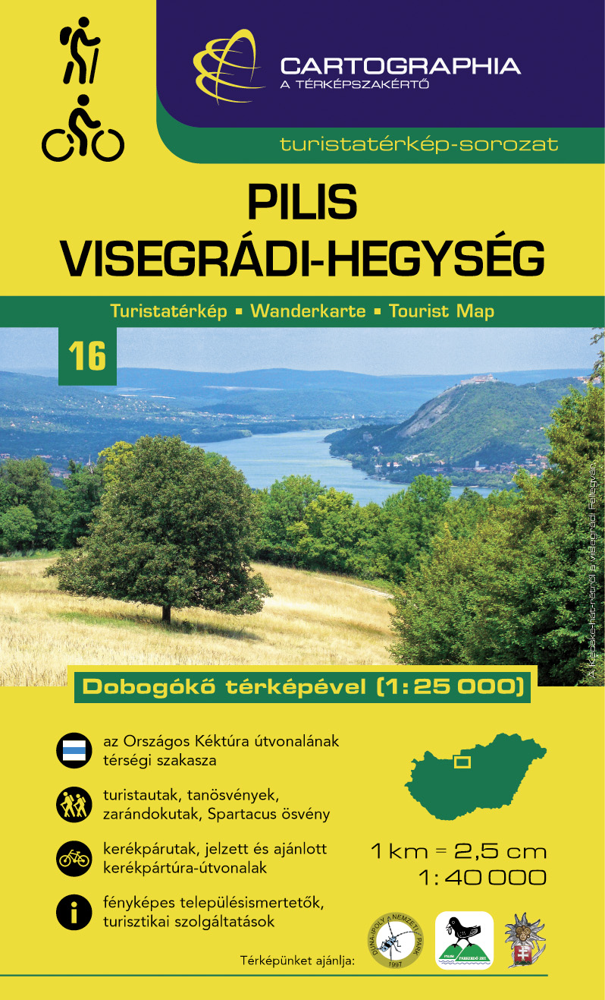 CARTOGRAPHIA
A TÉRKÉPSZAKÉRTŐ
turistatérkép-sorozat
PILIS
VISEGRÁDI-HEGYSÉG
Turistatérkép ▪ Wanderkarte ▪ Tourist Map
16
A Képske-hát-rétről a visegrádi Fellegvár
Dobogókő térképével (1:25 000)
az Országos Kéktúra útvonalának
térségi szakasza
turistautak, tanösvények,
zarándokutak, Spartacus ösvény
kerékpárutak, jelzett és ajánlott
kerékpártúra-útvonalak
i
fényképes településismertetők,
turisztikai szolgáltatások
1 km = 2,5 cm
1:40 000
Térképünket ajánlja:
DUNA-IPOLY NEMZETI PARK
1997
PILISI PARKERDŐ ZRT